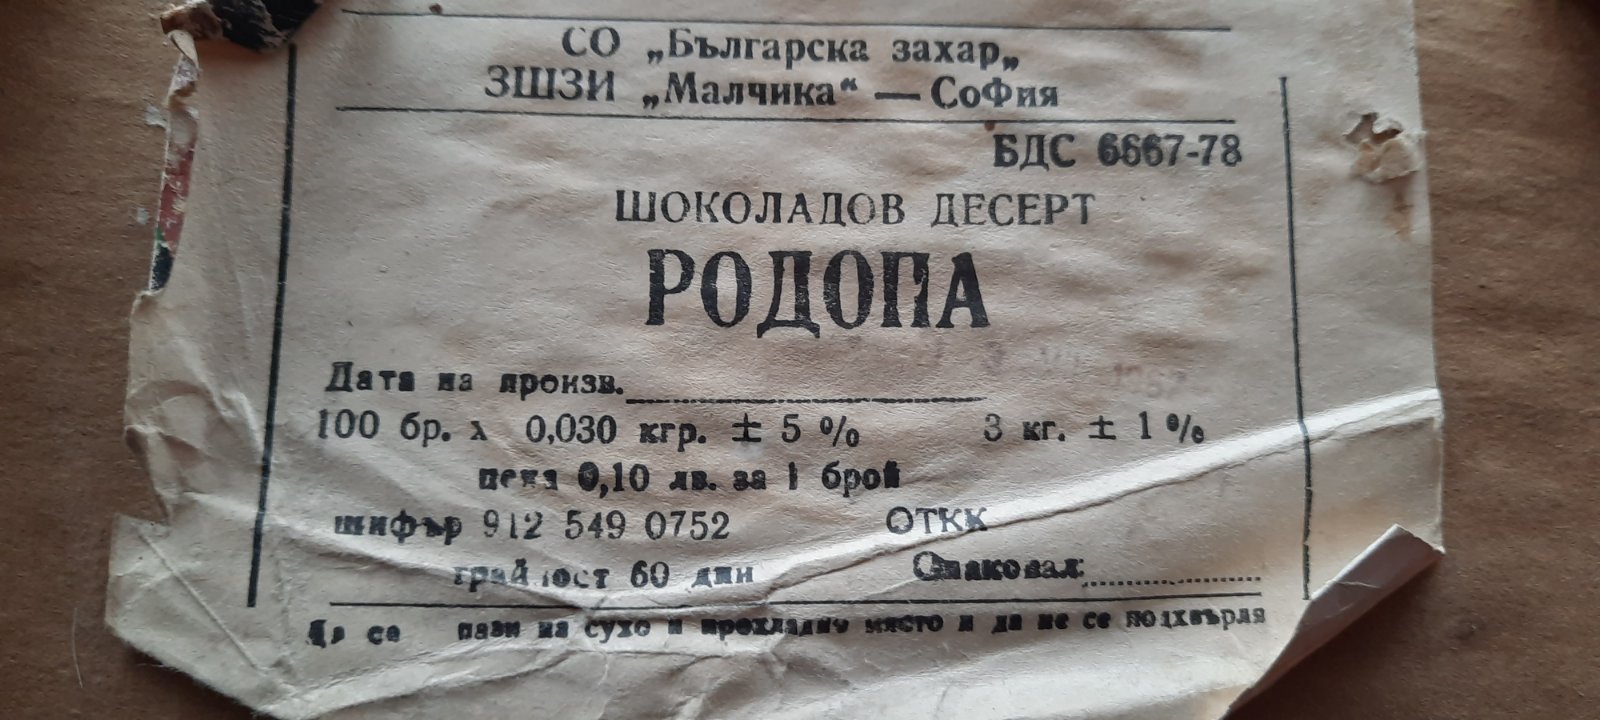 СО „Българска захар„
ЗШЗИ „Малчика“ — София
БДС 6667-78
ШОКОЛАДОВ ДЕСЕРТ
РОДОПА
Дата на произв.
100 бр. х 0,030 кгр. ± 5 % 3 кг. ± 1 %
цена 0,10 лв. за 1 брой
шифър 912 549 0752 ОТКК
трайност 60 дни Опаковал:
Да се пази на сухо и прохладно място и да не се подхвърля